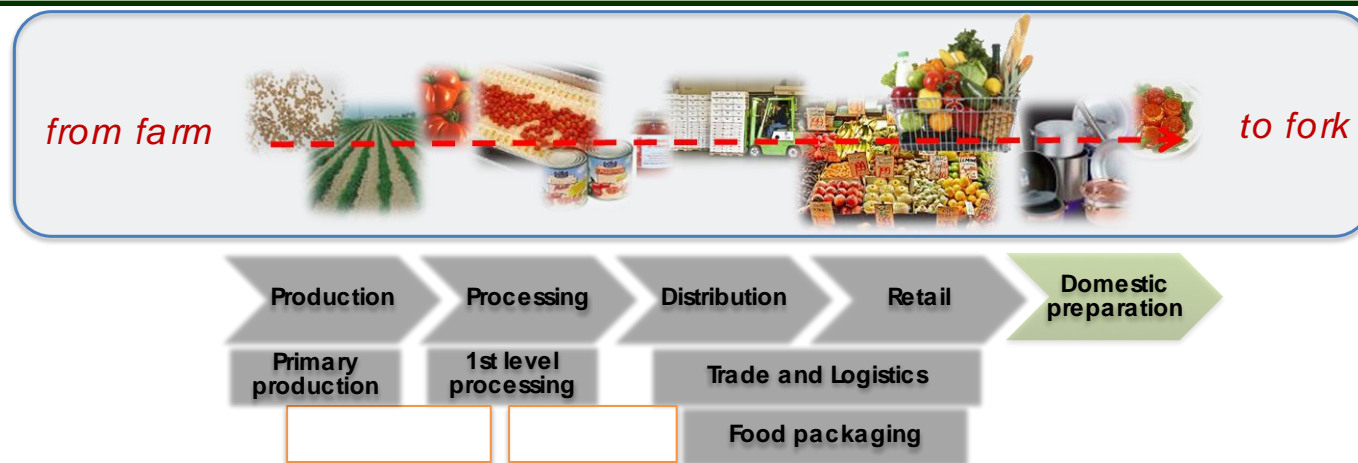 from farm
to fork
Production
Processing
Distribution
Retail
Domestic
preparation
Primary
production
1st level
processing
Trade and Logistics
Food packaging